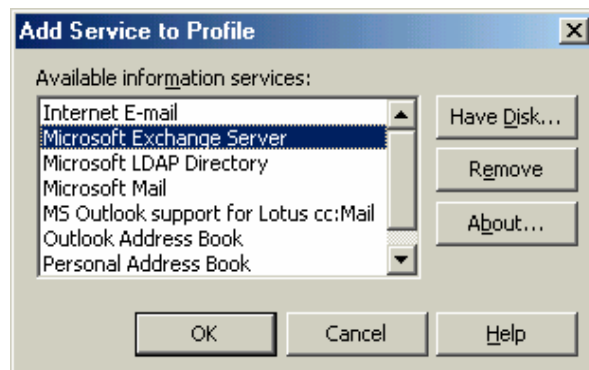 Add Service to Profile
Available information services:
Internet E-mail
Microsoft Exchange Server
Microsoft LDAP Directory
Microsoft Mail
MS Outlook support for Lotus cc:Mail
Outlook Address Book
Personal Address Book
Have Disk...
Remove
About...
OK
Cancel
Help